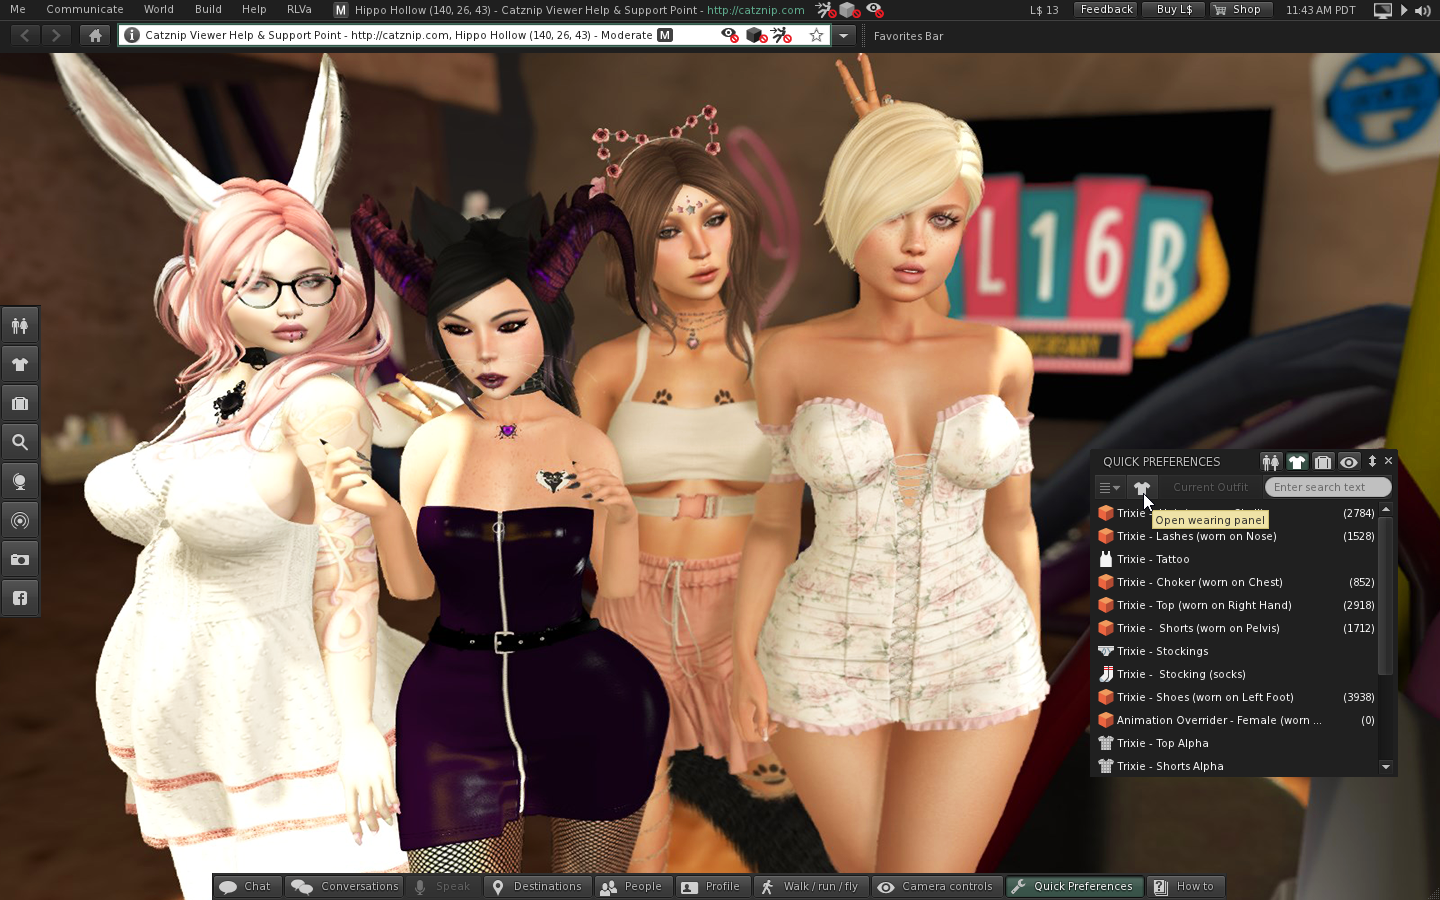 Me Communicate World Build Help RLVa M Hippo Hollow (140, 26, 43) - Catznip Viewer Help & Support Point - http://catznip.com L$ 13 Feedback Buy L$ Shop 11:43 AM PDT
Catznip Viewer Help & Support Point - http://catznip.com, Hippo Hollow (140, 26, 43) - Moderate M Favorites Bar
SL16B
QUICK PREFERENCES
Current Outfit Enter search text
Trixie - (2784)
Open wearing panel
Trixie - Lashes (worn on Nose) (1528)
Trixie - Tattoo
Trixie - Choker (worn on Chest) (852)
Trixie - Top (worn on Right Hand) (2918)
Trixie - Shorts (worn on Pelvis) (1712)
Trixie - Stockings
Trixie - Stocking (socks)
Trixie - Shoes (worn on Left Foot) (3938)
Animation Overrider - Female (worn ... (0)
Trixie - Top Alpha
Trixie - Shorts Alpha
Chat Conversations Speak Destinations People Profile Walk / run / fly Camera controls Quick Preferences How to